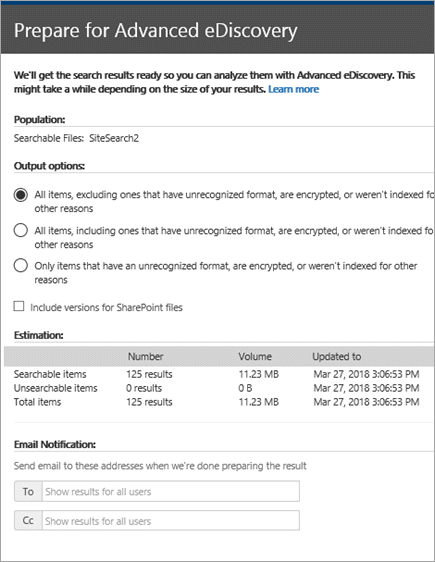 Prepare for Advanced eDiscovery
We'll get the search results ready so you can analyze them with Advanced eDiscovery. This
might take a while depending on the size of your results. Learn more
Population:
Searchable Files: SiteSearch2
Output options:
All items, excluding ones that have unrecognized format, are encrypted, or weren't indexed fo
other reasons
All items, including ones that have unrecognized format, are encrypted, or weren't indexed fo
other reasons
Only items that have an unrecognized format, are encrypted, or weren't indexed for other
reasons
Include versions for SharePoint files
Estimation:
Number Volume Updated to
Searchable items 125 results 11.23 MB Mar 27, 2018 3:06:53 PM
Unsearchable items 0 results 0 B Mar 27, 2018 3:06:53 PM
Total items 125 results 11.23 MB Mar 27, 2018 3:06:53 PM
Email Notification:
Send email to these addresses when we're done preparing the result
To Show results for all users
Cc Show results for all users